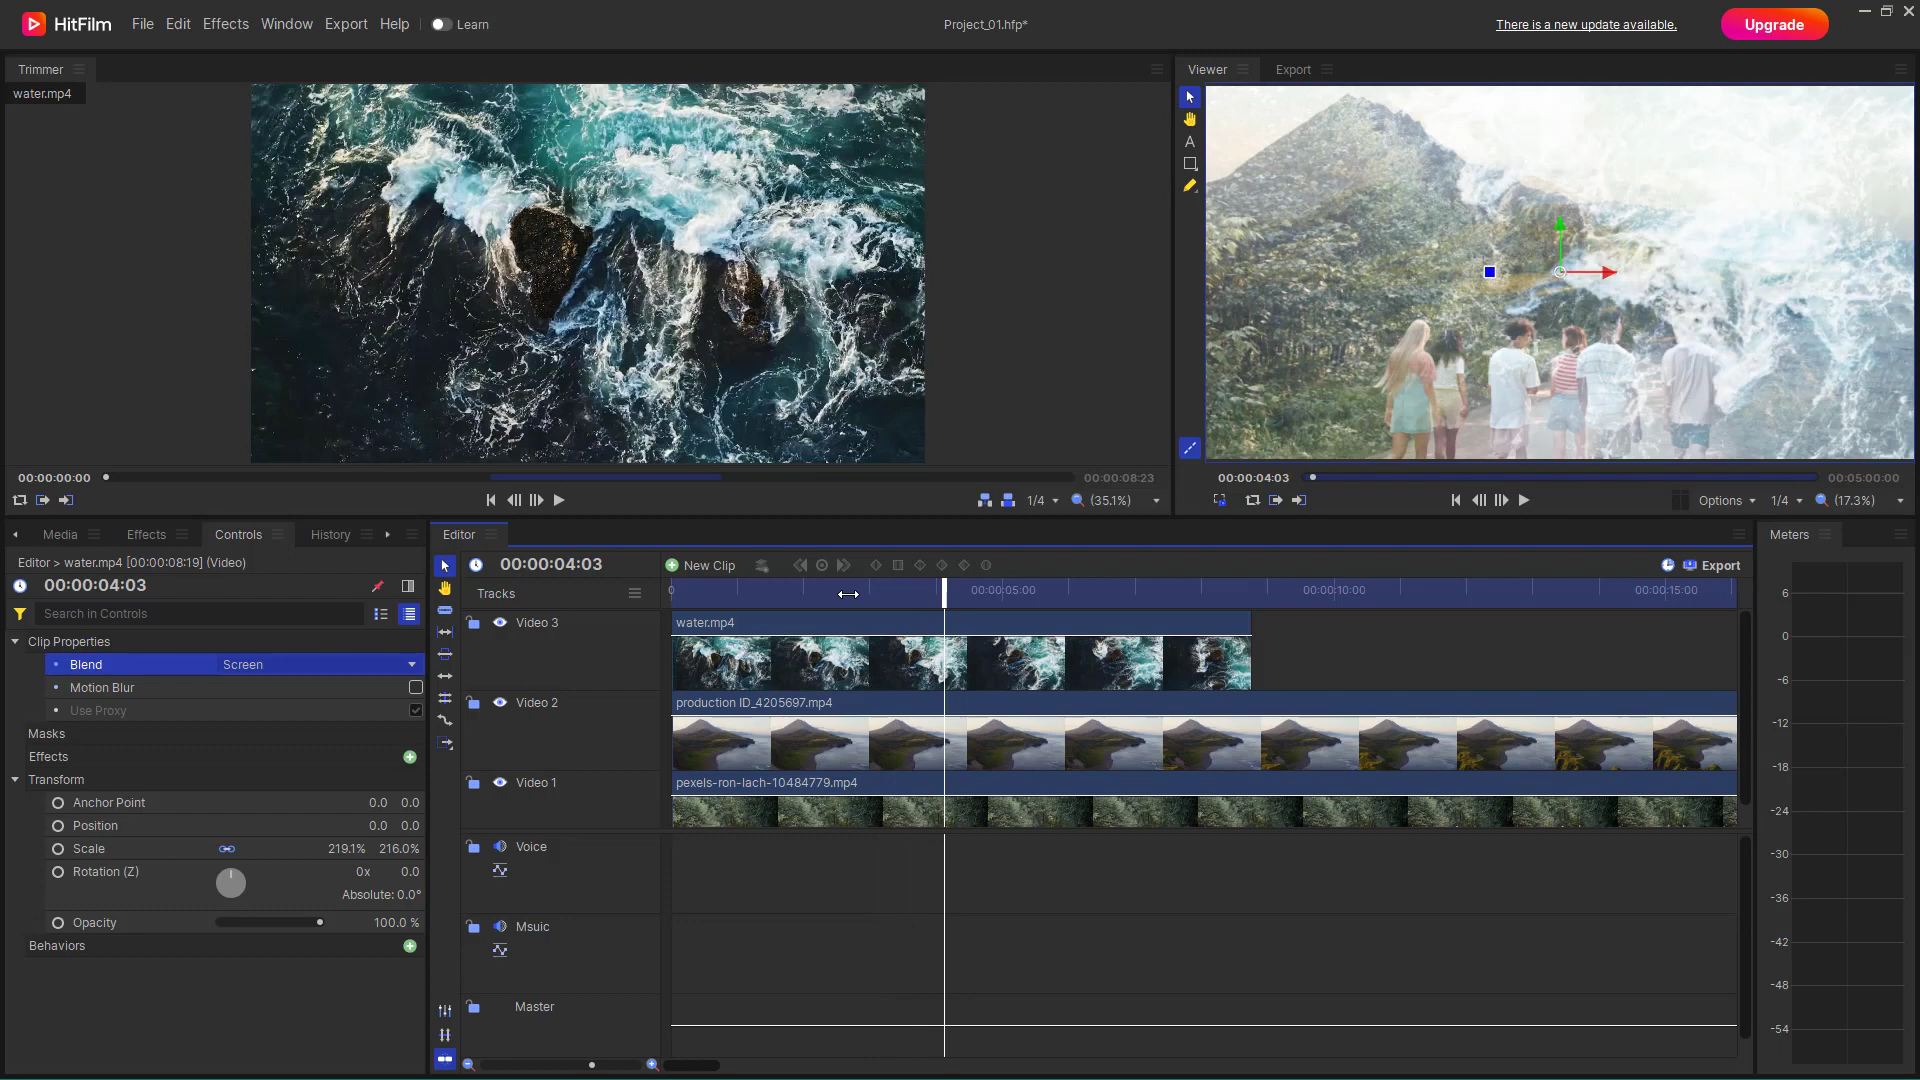 HitFilm File Edit Effects Window Export Help Learn Project_01.hfp* There is a new update available. Upgrade
Trimmer
water.mp4
00:00:00:00 00:00:08:23
1/4 (35.1%)
Viewer Export
A
00:00:04:03 00:05:00:00
Options 1/4 (17.3%)
Media Effects Controls History
Editor > water.mp4 [00:00:08:19] (Video)
00:00:04:03
Search in Controls
Clip Properties
Blend Screen
Motion Blur
Use Proxy
Masks
Effects
Transform
Anchor Point 0.0 0.0
Position 0.0 0.0
Scale 219.1% 216.0%
Rotation (Z) 0x 0.0
Absolute: 0.0°
Opacity 100.0 %
Behaviors
Editor
00:00:04:03 New Clip Export
Tracks 0 00:00:05:00 00:00:10:00 00:00:15:00
Video 3 water.mp4
Video 2 production ID_4205697.mp4
Video 1 pexels-ron-lach-10484779.mp4
Voice
Msuic
Master
Meters
6
0
-6
-12
-18
-24
-30
-36
-42
-48
-54